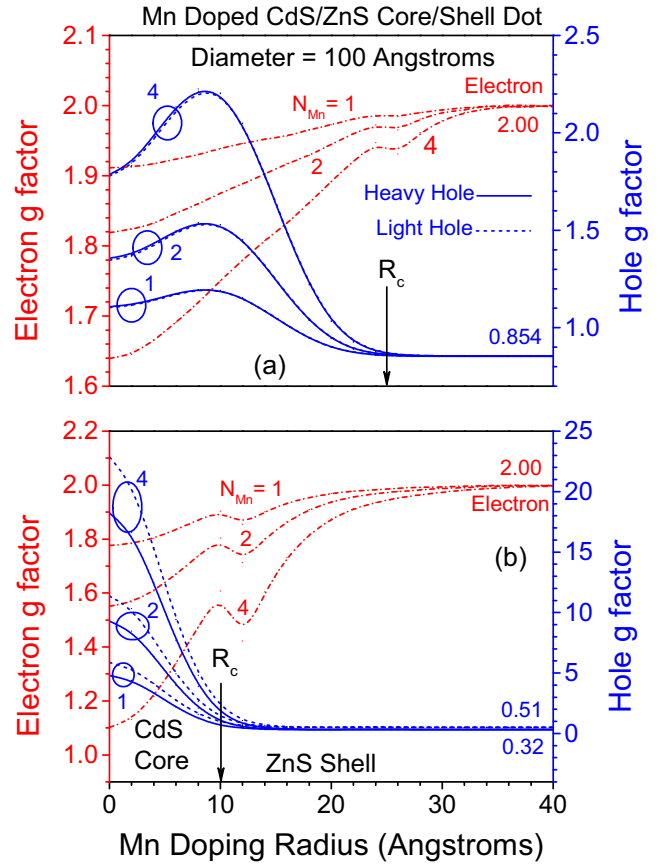 Mn Doped CdS/ZnS Core/Shell Dot
Diameter = 100 Angstroms
2.1
2.0
1.9
1.8
1.7
1.6
Electron g factor
2.5
2.0
1.5
1.0
Hole g factor
4
2
1
N_Mn = 1
2
4
Electron
2.00
Heavy Hole
Light Hole
R_c
0.854
(a)
2.2
2.0
1.8
1.6
1.4
1.2
1.0
Electron g factor
25
20
15
10
5
0
Hole g factor
4
2
1
N_Mn = 1
2
4
2.00
Electron
(b)
R_c
0.51
0.32
CdS
Core
ZnS Shell
0 10 20 30 40
Mn Doping Radius (Angstroms)